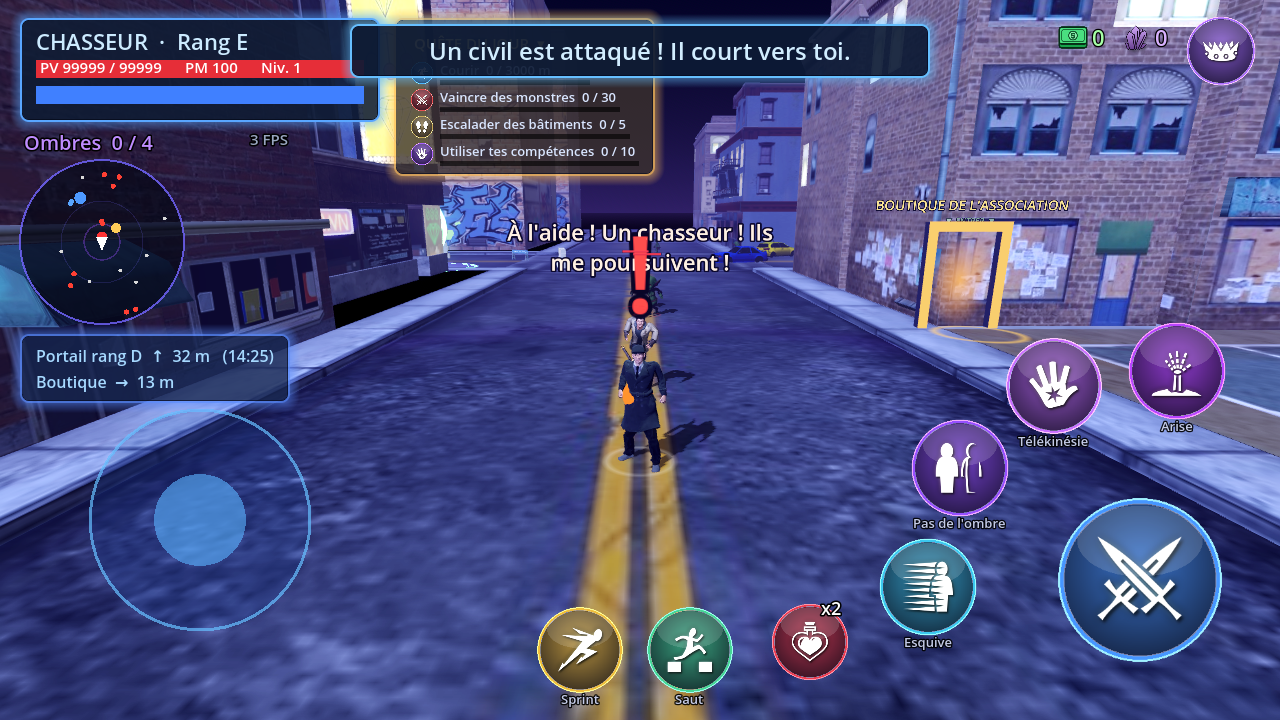 CHASSEUR · Rang E
PV 99999 / 99999 PM 100 Niv. 1
Un civil est attaqué ! Il court vers toi.
0 0
Vaincre des monstres 0 / 30
Escalader des bâtiments 0 / 5
Utiliser tes compétences 0 / 10
Ombres 0 / 4
3 FPS
BOUTIQUE DE L'ASSOCIATION
À l'aide ! Un chasseur ! Ils
me poursuivent !
Portail rang D ↑ 32 m (14:25)
Boutique → 13 m
Télékinésie
Arise
Pas de l'ombre
Esquive
x2
Sprint
Saut